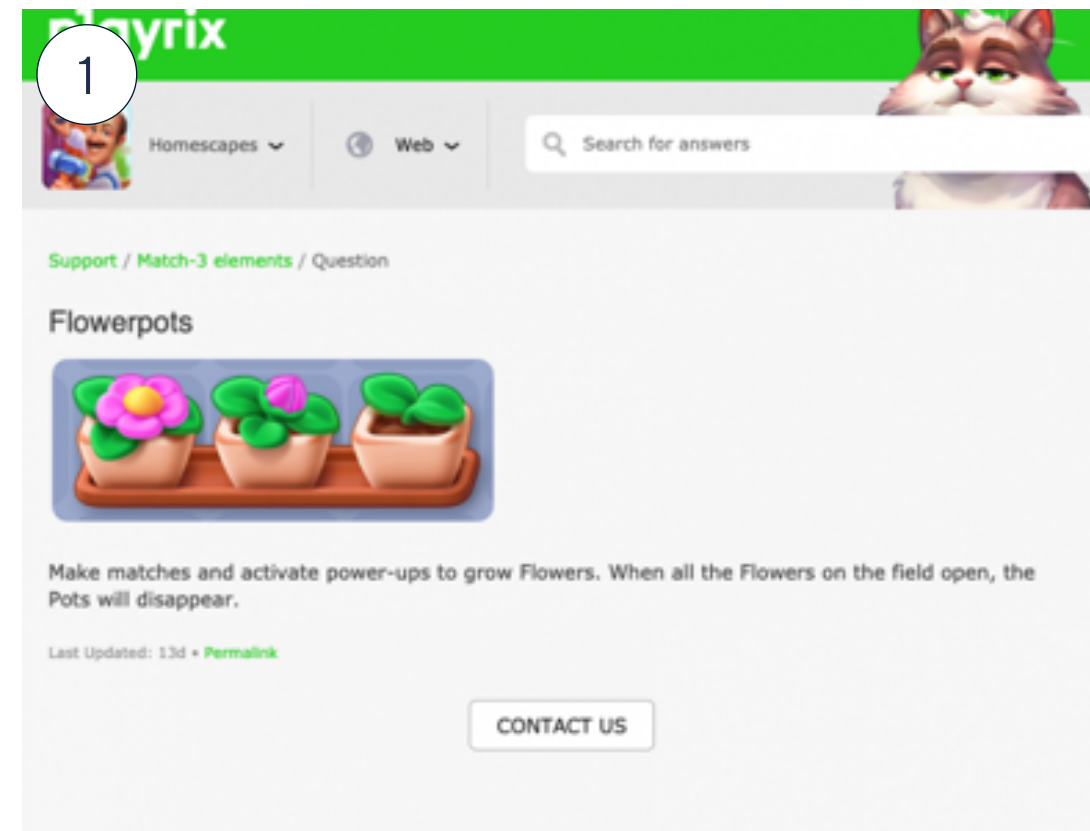 playrix
1
Homescapes
Web
Search for answers
Support / Match-3 elements / Question
Flowerpots
Make matches and activate power-ups to grow Flowers. When all the Flowers on the field open, the
Pots will disappear.
Last Updated: 13d • Permalink
CONTACT US